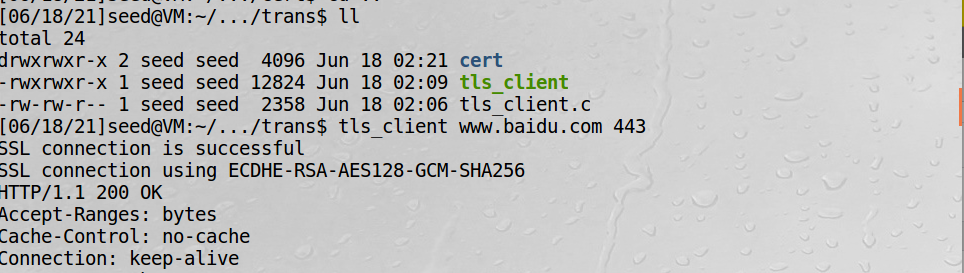 [06/18/21]seed@VM:~/.../trans$ ll
total 24
drwxrwxr-x 2 seed seed  4096 Jun 18 02:21 cert
-rwxrwxr-x 1 seed seed 12824 Jun 18 02:09 tls_client
-rw-rw-r-- 1 seed seed  2358 Jun 18 02:06 tls_client.c
[06/18/21]seed@VM:~/.../trans$ tls_client www.baidu.com 443
SSL connection is successful
SSL connection using ECDHE-RSA-AES128-GCM-SHA256
HTTP/1.1 200 OK
Accept-Ranges: bytes
Cache-Control: no-cache
Connection: keep-alive